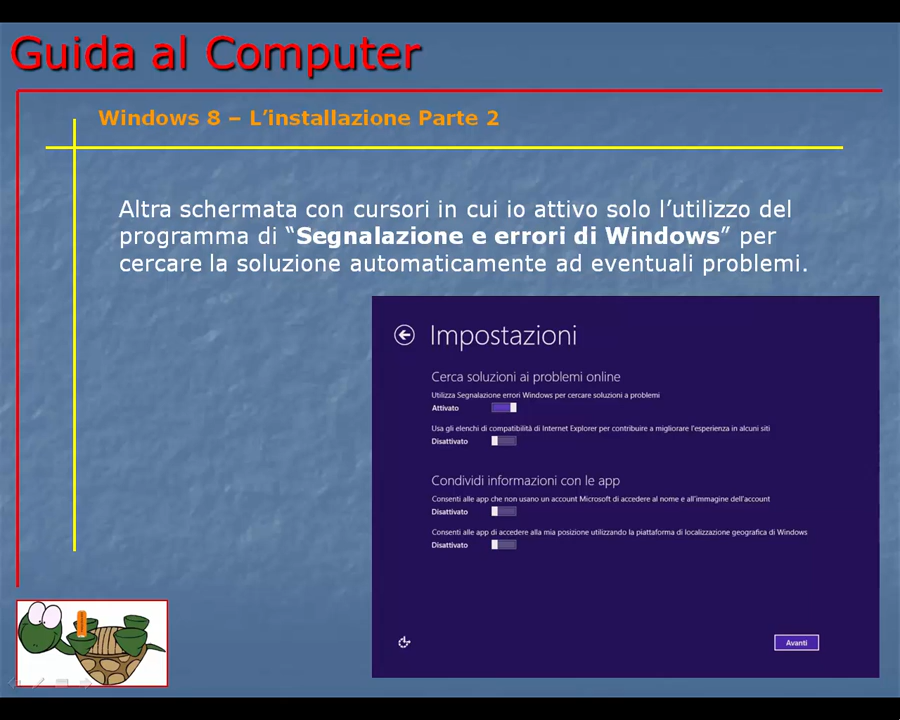 Guida al Computer
Windows 8 – L’installazione Parte 2
Altra schermata con cursori in cui io attivo solo l’utilizzo del
programma di “Segnalazione e errori di Windows” per
cercare la soluzione automaticamente ad eventuali problemi.
Impostazioni
Cerca soluzioni ai problemi online
Utilizza Segnalazione errori Windows per cercare soluzioni a problemi
Attivato
Usa gli elenchi di compatibilità di Internet Explorer per contribuire a migliorare l'esperienza in alcuni siti
Disattivato
Condividi informazioni con le app
Consenti alle app che non usano un account Microsoft di accedere al nome e all'immagine dell'account
Disattivato
Consenti alle app di accedere alla mia posizione utilizzando la piattaforma di localizzazione geografica di Windows
Disattivato
Avanti